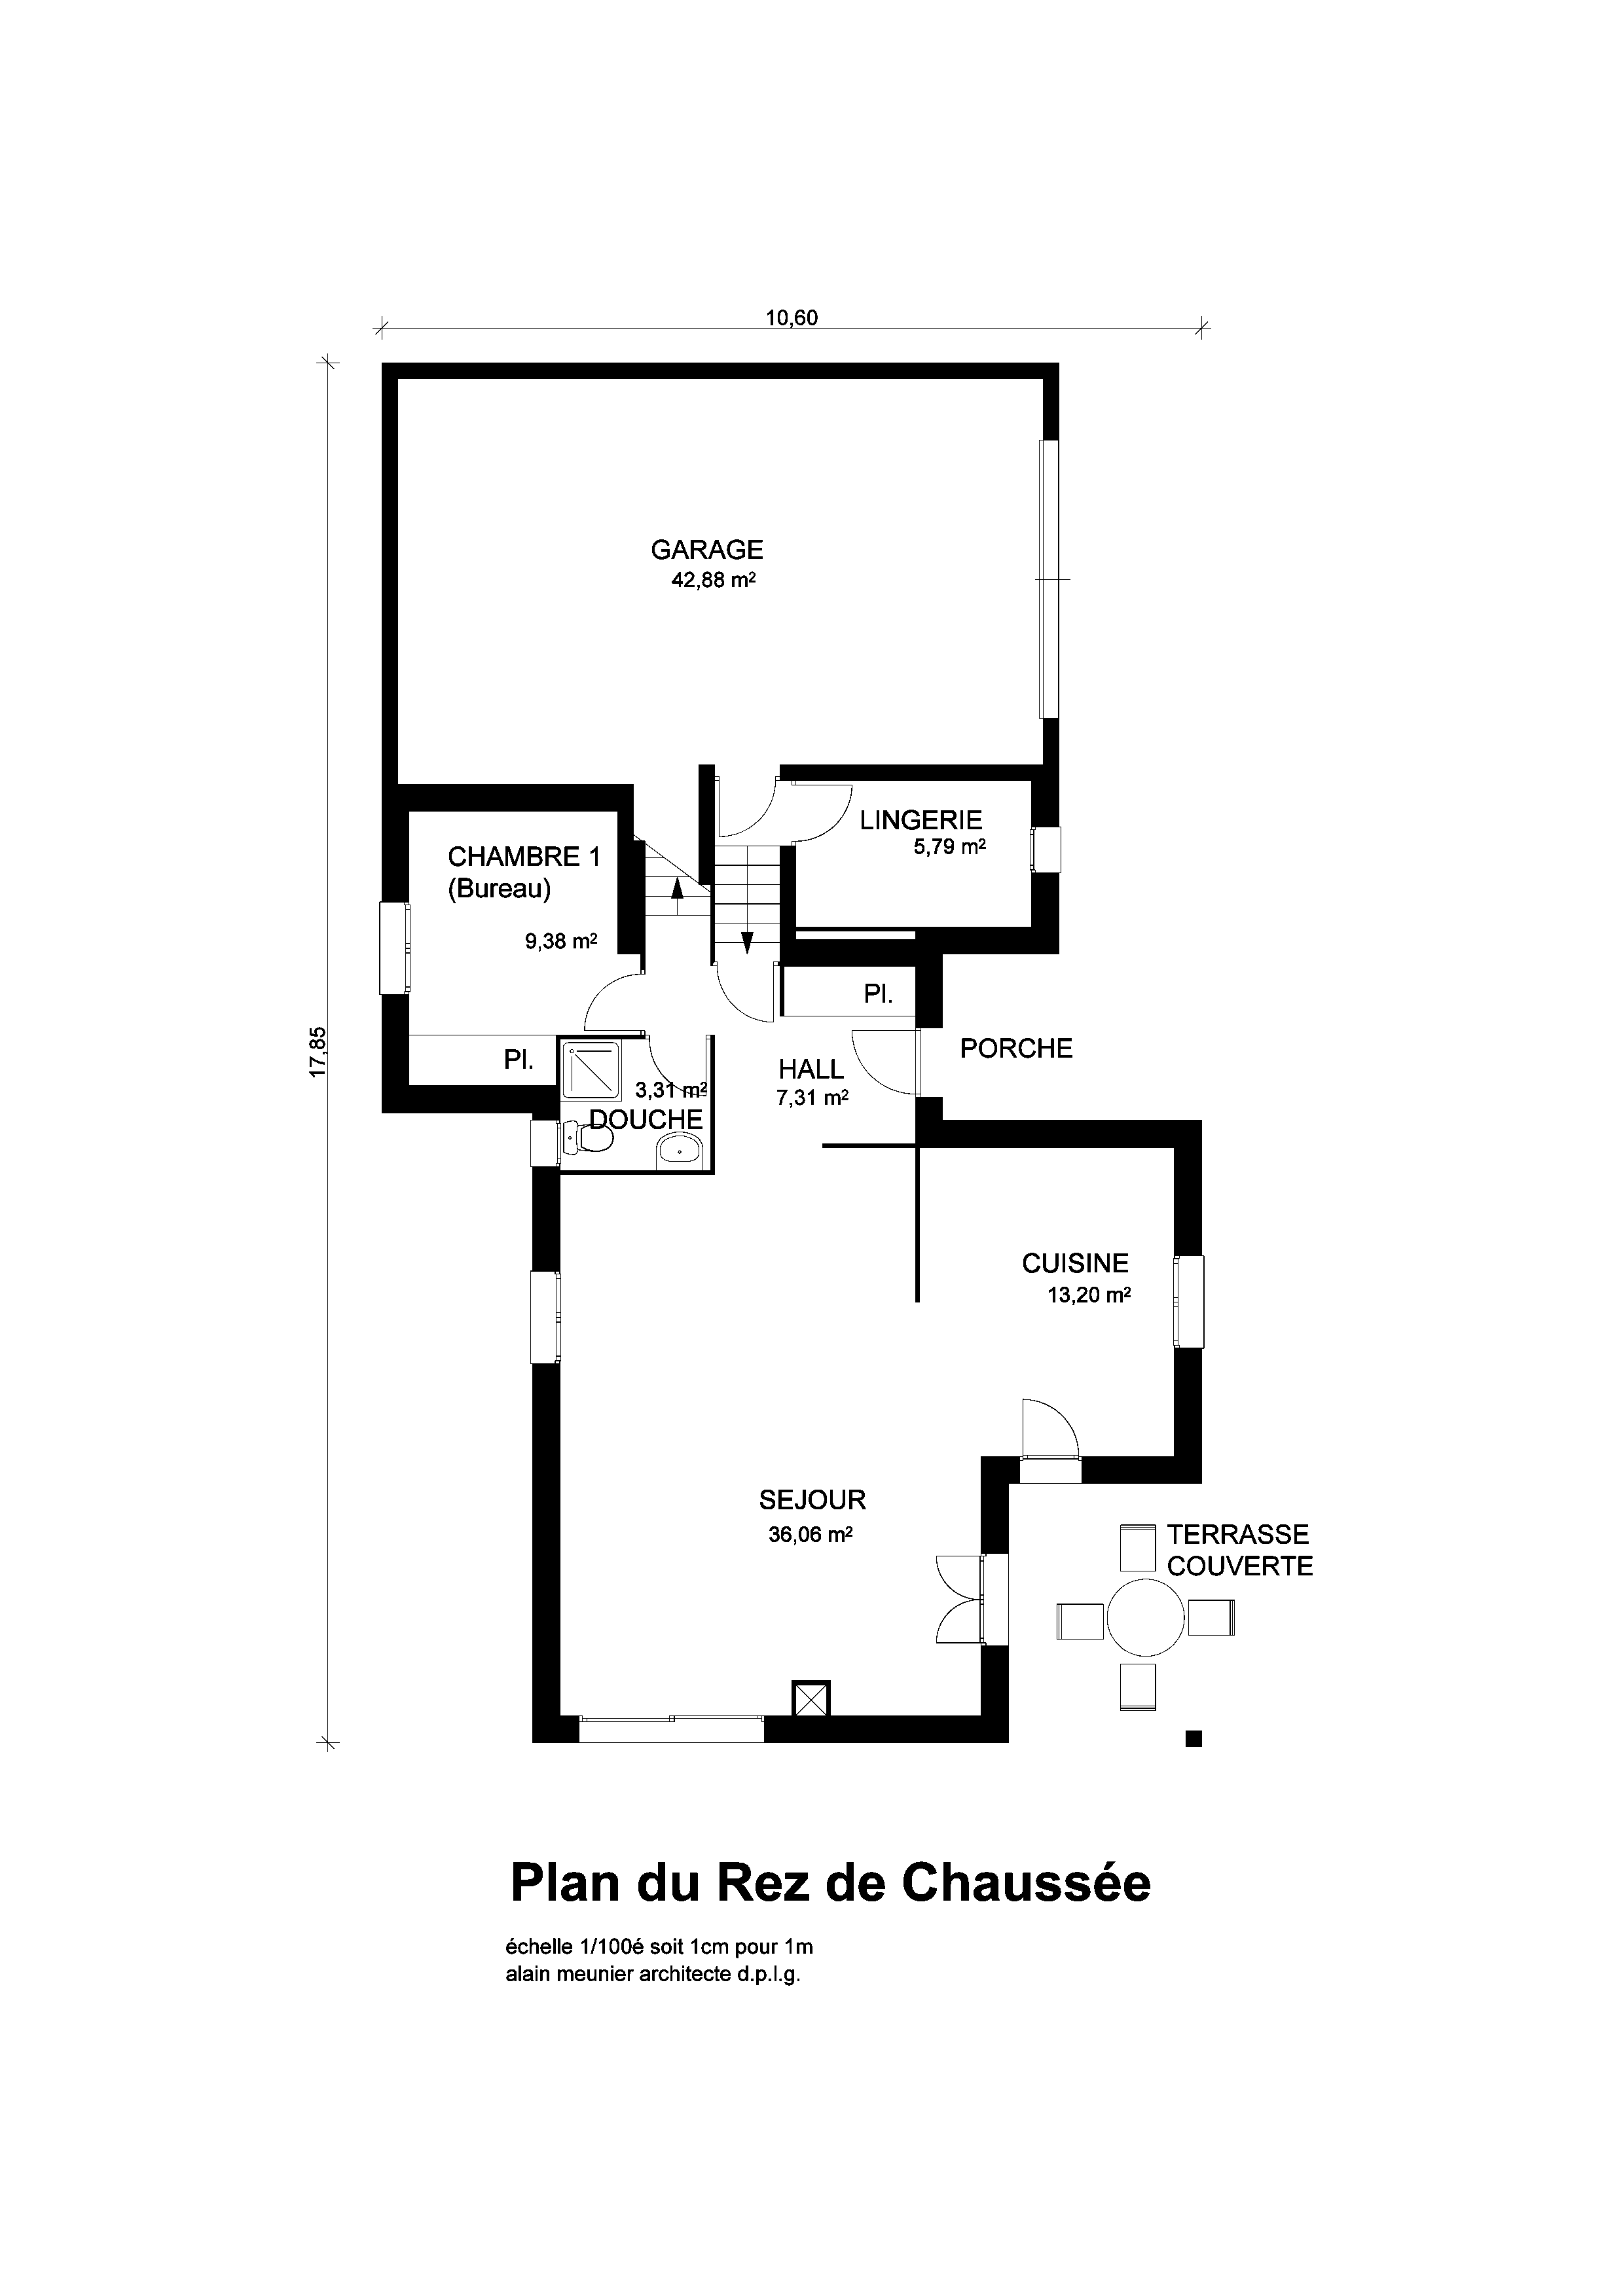 10,60
17,85
GARAGE
42,88 m²
LINGERIE
5,79 m²
CHAMBRE 1
(Bureau)
9,38 m²
Pl.
Pl.
PORCHE
HALL
7,31 m²
3,31 m²
DOUCHE
CUISINE
13,20 m²
SEJOUR
36,06 m²
TERRASSE
COUVERTE
Plan du Rez de Chaussée
échelle 1/100é soit 1cm pour 1m
alain meunier architecte d.p.l.g.